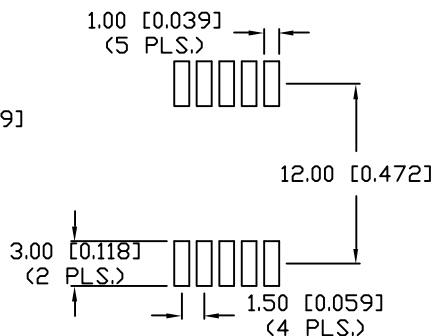 1.00 [0.039]
(5 PLS.)
9]
12.00 [0.472]
3.00 [0.118]
(2 PLS.)
1.50 [0.059]
(4 PLS.)